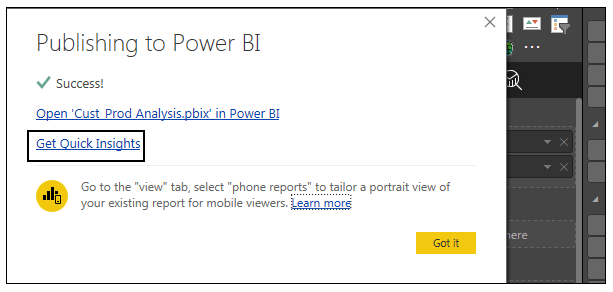 Publishing to Power BI
Success!
Open 'Cust_Prod Analysis.pbix' in Power BI
Get Quick Insights
Go to the "view" tab, select "phone reports" to tailor a portrait view of
your existing report for mobile viewers. Learn more
Got it
here